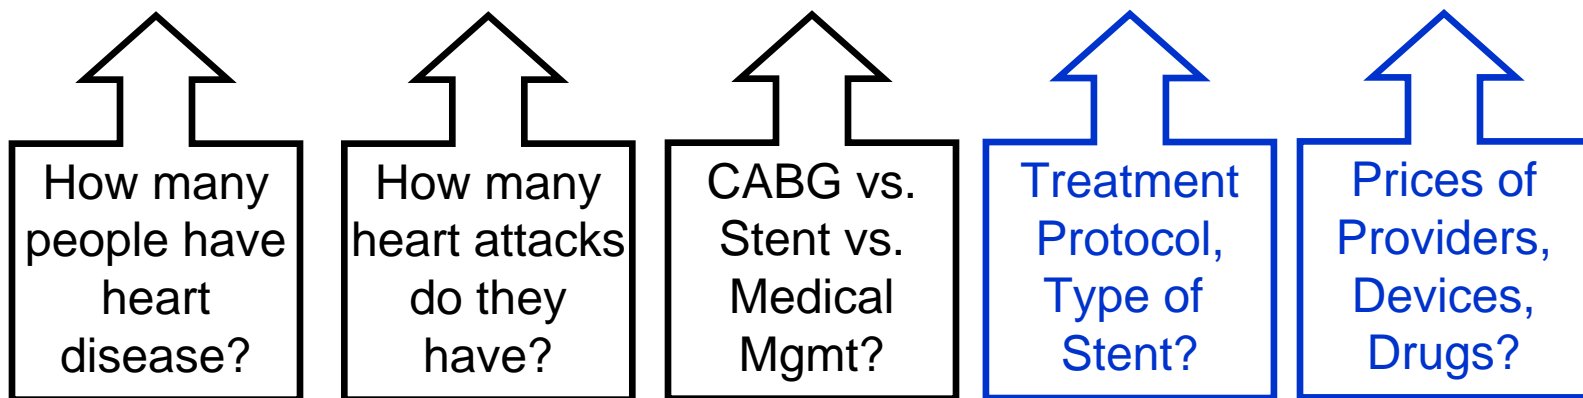 How many
people have
heart
disease?
How many
heart attacks
do they
have?
CABG vs.
Stent vs.
Medical
Mgmt?
Treatment
Protocol,
Type of
Stent?
Prices of
Providers,
Devices,
Drugs?